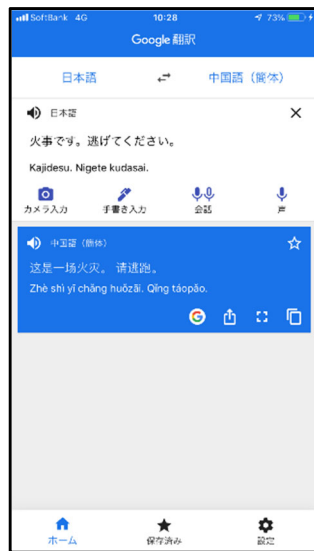 SoftBank 4G 10:28 73%
Google 翻訳
日本語 中国語（簡体）
日本語
火事です。逃げてください。
Kajidesu. Nigete kudasai.
カメラ入力 手書き入力 会話 声
中国語（簡体）
这是一场火灾。 请逃跑。
Zhè shì yī chǎng huǒzāi. Qǐng táopǎo.
ホーム 保存済み 設定